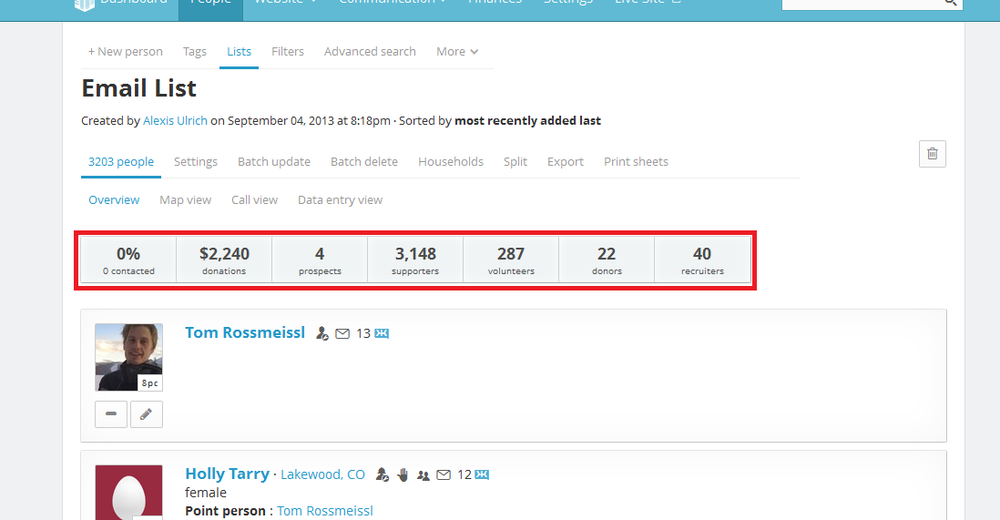 Dashboard People Website Communication Finances Settings Live Site
+ New person Tags Lists Filters Advanced search More
Email List
Created by Alexis Ulrich on September 04, 2013 at 8:18pm · Sorted by most recently added last
3203 people Settings Batch update Batch delete Households Split Export Print sheets
Overview Map view Call view Data entry view
0% $2,240 4 3,148 287 22 40
0 contacted donations prospects supporters volunteers donors recruiters
Tom Rossmeissl 13
8pc
Holly Tarry · Lakewood, CO 12
female
Point person : Tom Rossmeissl